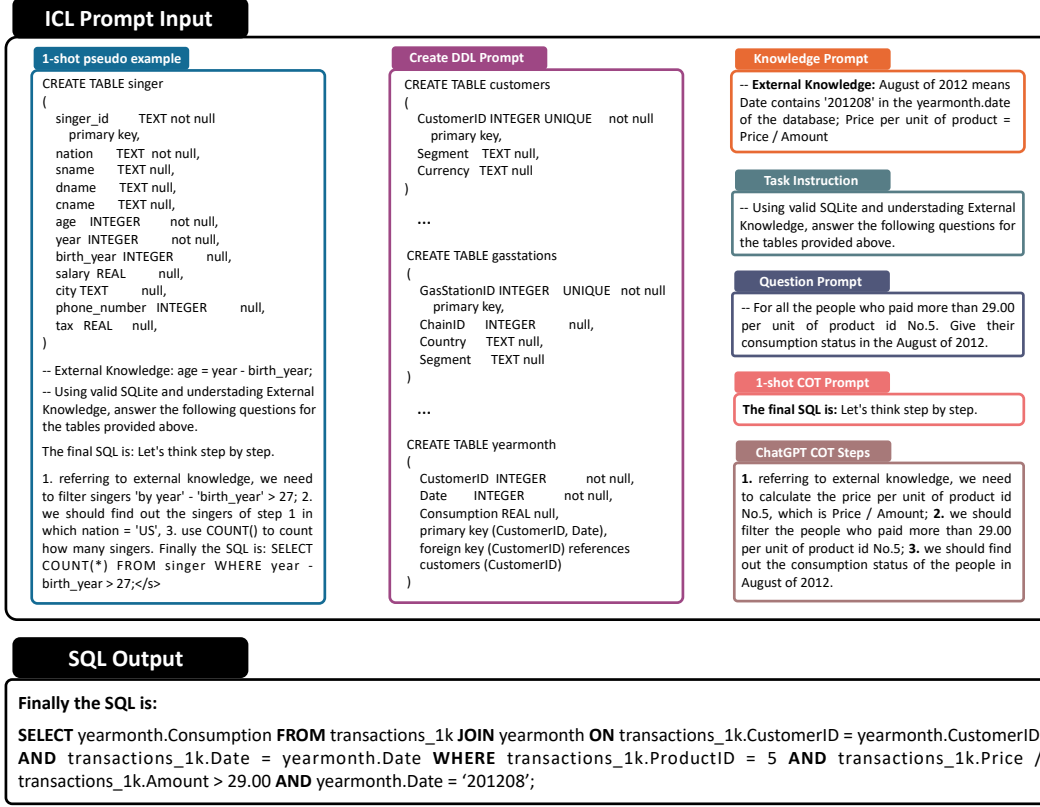 ICL Prompt Input
1-shot pseudo example
CREATE TABLE singer
(
singer_id TEXT not null
primary key,
nation TEXT not null,
sname TEXT null,
dname TEXT null,
cname TEXT null,
age INTEGER not null,
year INTEGER not null,
birth_year INTEGER null,
salary REAL null,
city TEXT null,
phone_number INTEGER null,
tax REAL null,
)
-- External Knowledge: age = year - birth_year;
-- Using valid SQLite and understading External
Knowledge, answer the following questions for
the tables provided above.
The final SQL is: Let's think step by step.
1. referring to external knowledge, we need
to filter singers 'by year' - 'birth_year' > 27; 2.
we should find out the singers of step 1 in
which nation = 'US', 3. use COUNT() to count
how many singers. Finally the SQL is: SELECT
COUNT(*) FROM singer WHERE year -
birth_year > 27;</s>
Create DDL Prompt
CREATE TABLE customers
(
CustomerID INTEGER UNIQUE not null
primary key,
Segment TEXT null,
Currency TEXT null
)
...
CREATE TABLE gasstations
(
GasStationID INTEGER UNIQUE not null
primary key,
ChainID INTEGER null,
Country TEXT null,
Segment TEXT null
)
...
CREATE TABLE yearmonth
(
CustomerID INTEGER not null,
Date INTEGER not null,
Consumption REAL null,
primary key (CustomerID, Date),
foreign key (CustomerID) references
customers (CustomerID)
)
Knowledge Prompt
-- External Knowledge: August of 2012 means
Date contains '201208' in the yearmonth.date
of the database; Price per unit of product =
Price / Amount
Task Instruction
-- Using valid SQLite and understading External
Knowledge, answer the following questions for
the tables provided above.
Question Prompt
-- For all the people who paid more than 29.00
per unit of product id No.5. Give their
consumption status in the August of 2012.
1-shot COT Prompt
The final SQL is: Let's think step by step.
ChatGPT COT Steps
1. referring to external knowledge, we need
to calculate the price per unit of product id
No.5, which is Price / Amount; 2. we should
filter the people who paid more than 29.00
per unit of product id No.5; 3. we should find
out the consumption status of the people in
August of 2012.
SQL Output
Finally the SQL is:
SELECT yearmonth.Consumption FROM transactions_1k JOIN yearmonth ON transactions_1k.CustomerID = yearmonth.CustomerID
AND transactions_1k.Date = yearmonth.Date WHERE transactions_1k.ProductID = 5 AND transactions_1k.Price /
transactions_1k.Amount > 29.00 AND yearmonth.Date = ‘201208’;